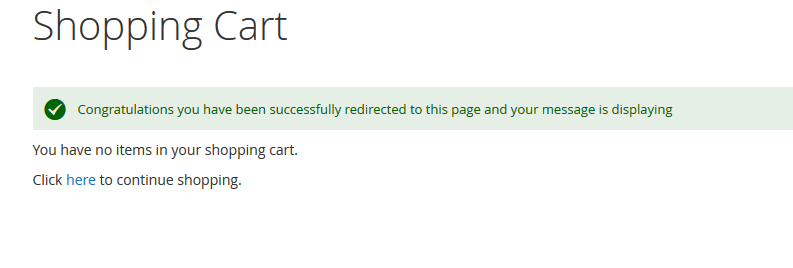 Shopping Cart
Congratulations you have been successfully redirected to this page and your message is displaying
You have no items in your shopping cart.
Click here to continue shopping.